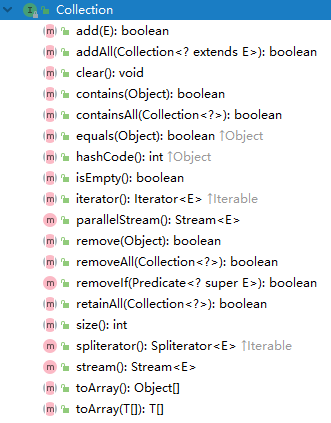 Collection
add(E): boolean
addAll(Collection<? extends E>): boolean
clear(): void
contains(Object): boolean
containsAll(Collection<?>): boolean
equals(Object): boolean ↑Object
hashCode(): int ↑Object
isEmpty(): boolean
iterator(): Iterator<E> ↑Iterable
parallelStream(): Stream<E>
remove(Object): boolean
removeAll(Collection<?>): boolean
removeIf(Predicate<? super E>): boolean
retainAll(Collection<?>): boolean
size(): int
spliterator(): Spliterator<E> ↑Iterable
stream(): Stream<E>
toArray(): Object[]
toArray(T[]): T[]